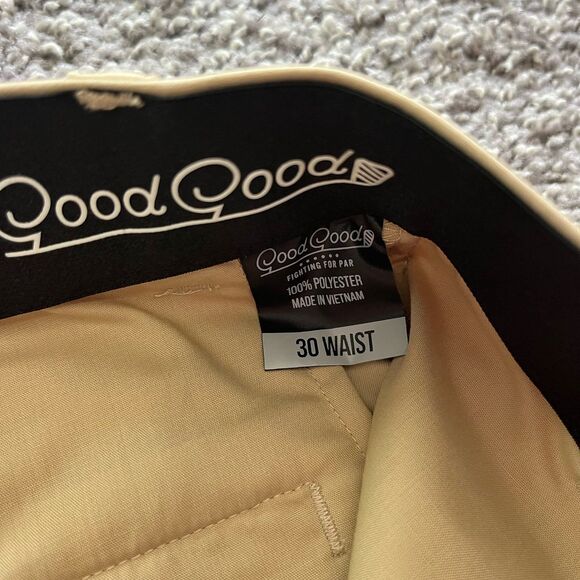 Good Good
Good Good
FIGHTING FOR PAR
100% POLYESTER
MADE IN VIETNAM
30 WAIST